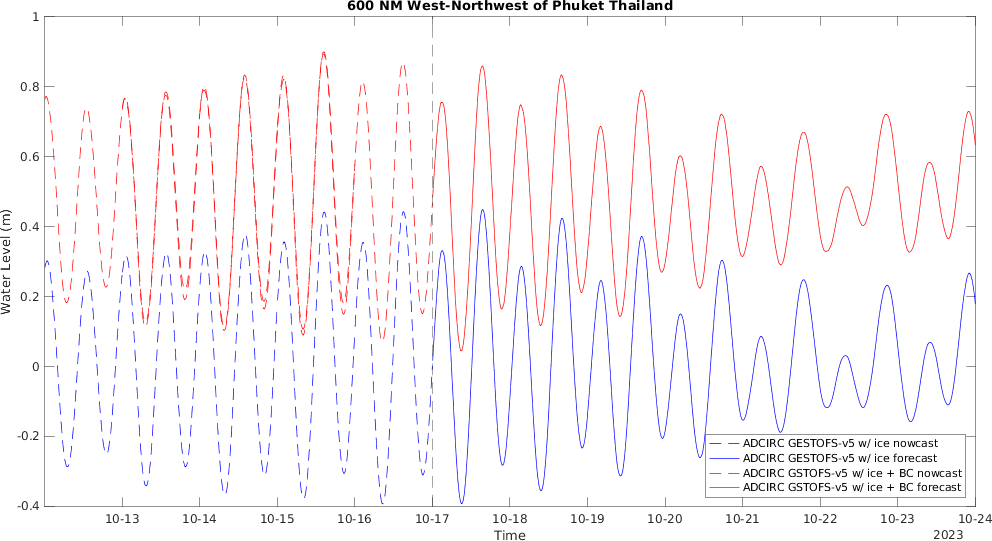 600 NM West-Northwest of Phuket Thailand
1
0.8
0.6
0.4
0.2
0
-0.2
-0.4
Water Level (m)
ADCIRC GESTOFS-v5 w/ ice nowcast
ADCIRC GESTOFS-v5 w/ ice forecast
ADCIRC GSTOFS-v5 w/ ice + BC nowcast
ADCIRC GSTOFS-v5 w/ ice + BC forecast
10-13 10-14 10-15 10-16 10-17 10-18 10-19 10-20 10-21 10-22 10-23 10-24
Time
2023